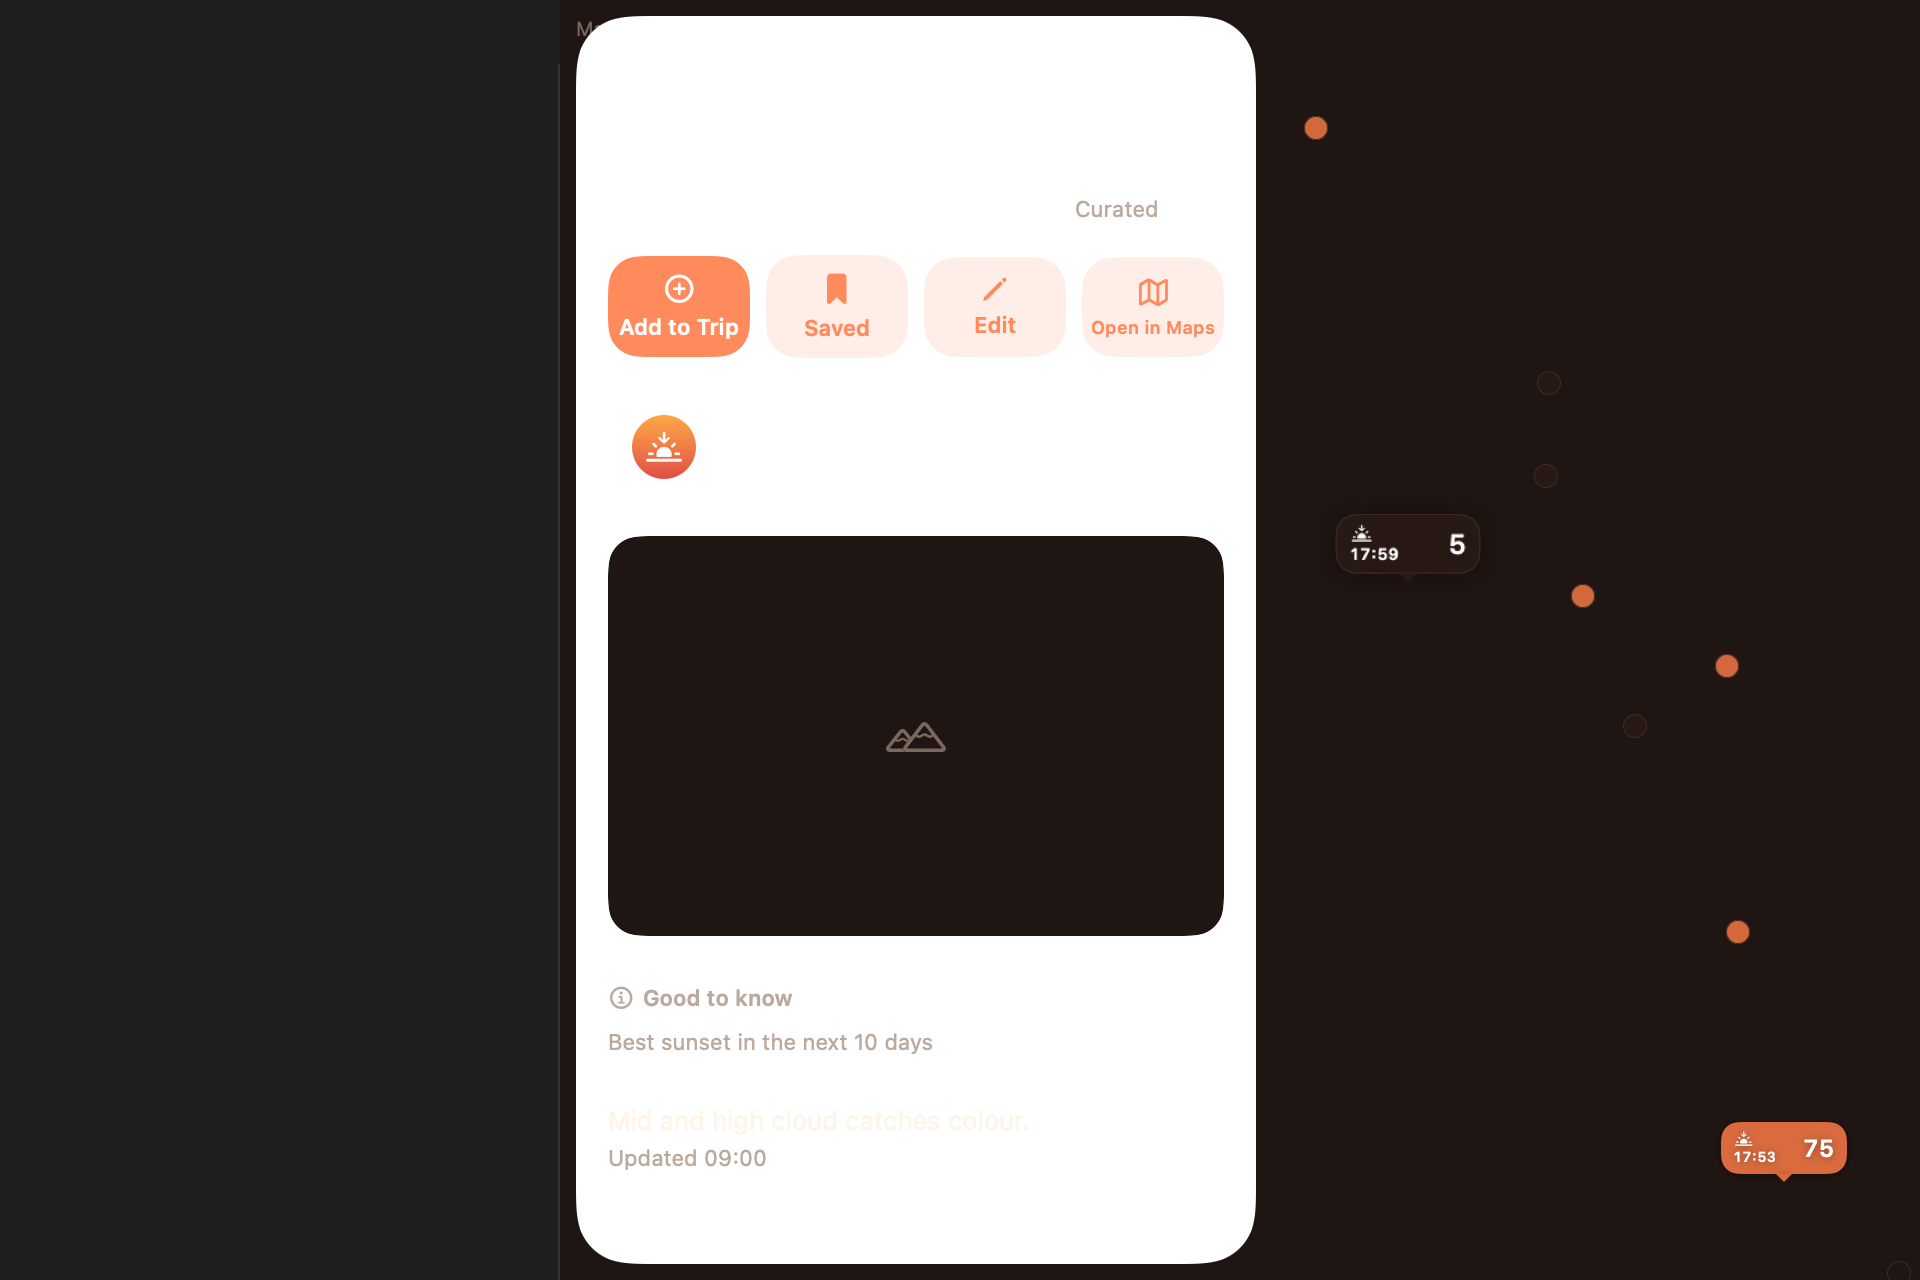 Curated
Add to Trip
Saved
Edit
Open in Maps
17:59
5
Good to know
Best sunset in the next 10 days
Mid and high cloud catches colour.
Updated 09:00
17:53
75